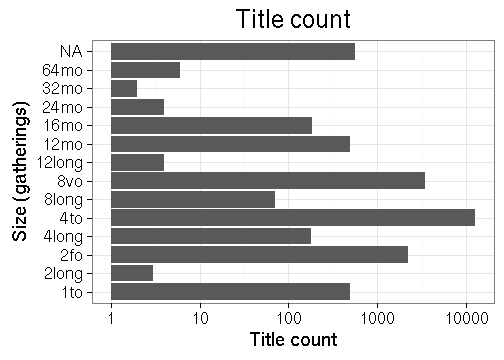 Title count
Size (gatherings)
NA
64mo
32mo
24mo
16mo
12mo
12long
8vo
8long
4to
4long
2fo
2long
1to
1 10 100 1000 10000
Title count